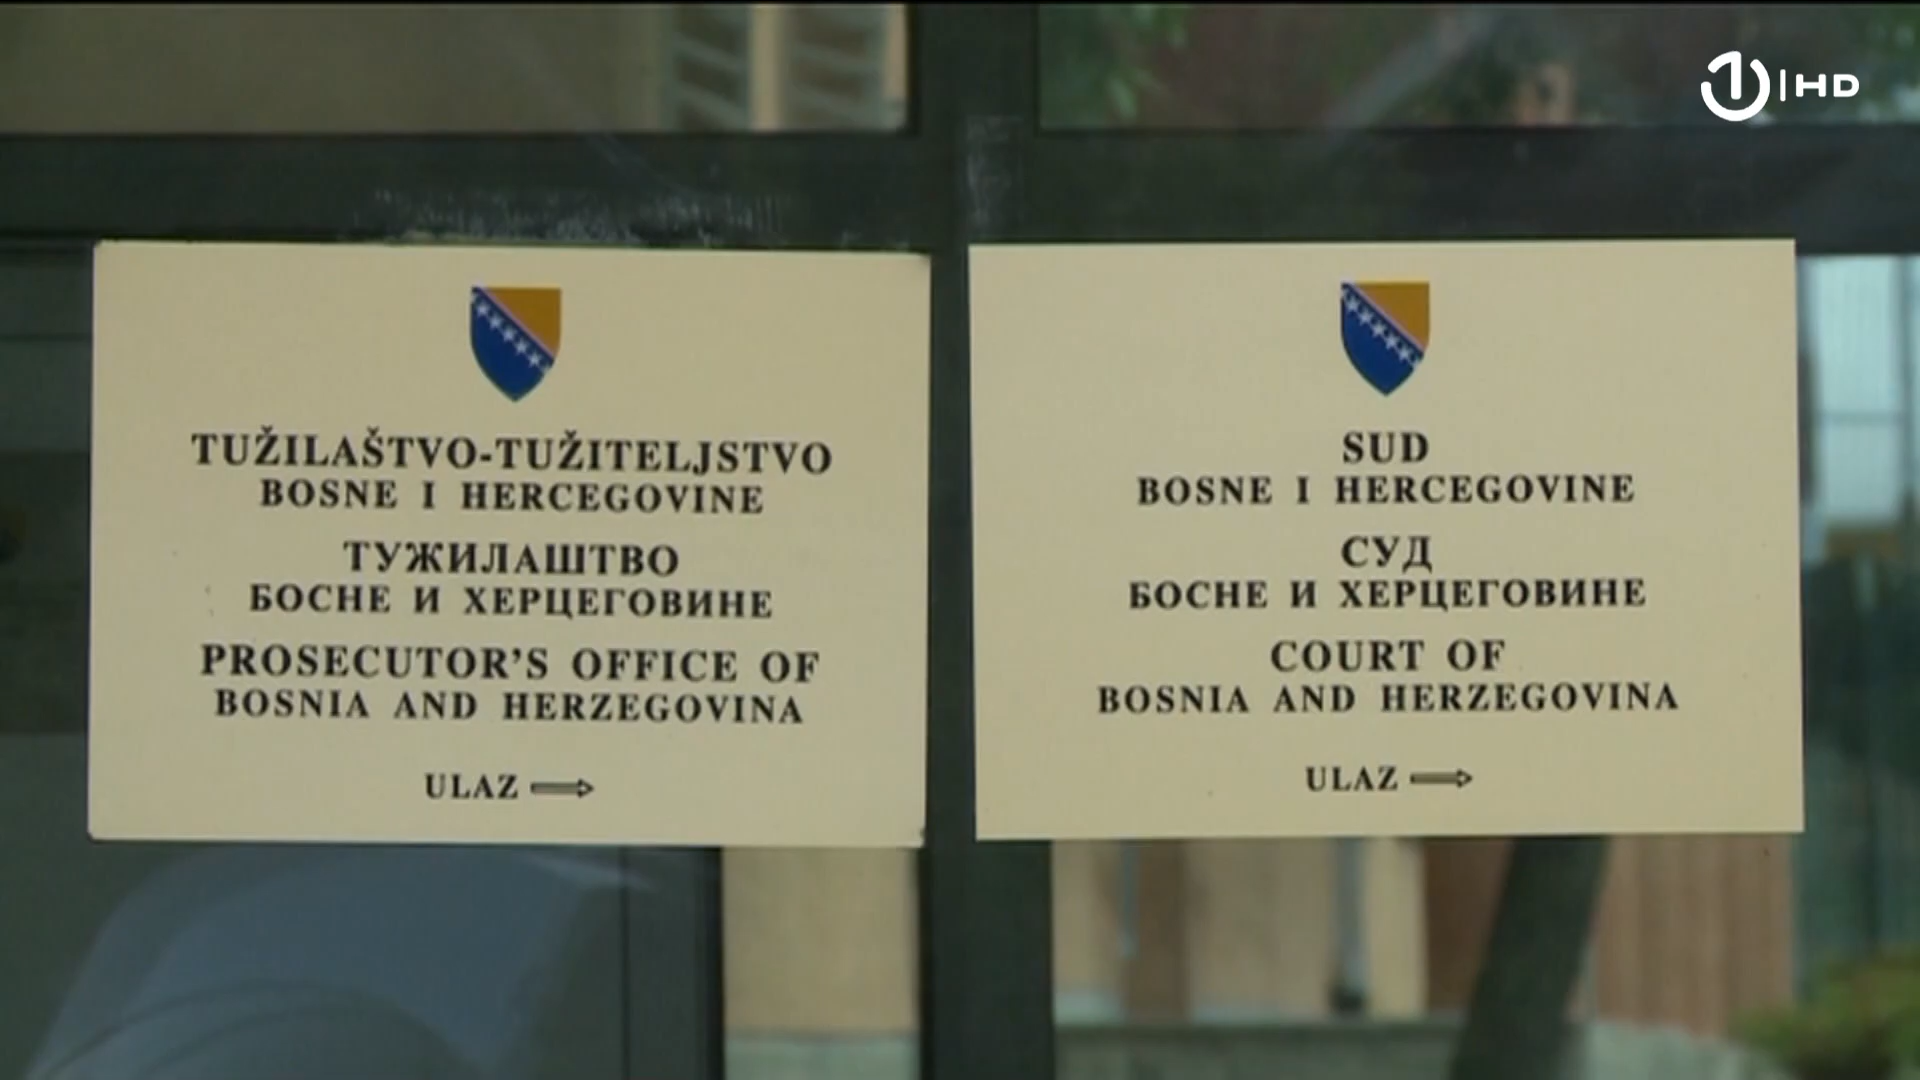 TUŽILAŠTVO-TUŽITELJSTVO
BOSNE I HERCEGOVINE
ТУЖИЛАШТВО
БОСНЕ И ХЕРЦЕГОВИНЕ
PROSECUTOR'S OFFICE OF
BOSNIA AND HERZEGOVINA
ULAZ
SUD
BOSNE I HERCEGOVINE
СУД
БОСНЕ И ХЕРЦЕГОВИНЕ
COURT OF
BOSNIA AND HERZEGOVINA
ULAZ
1|HD